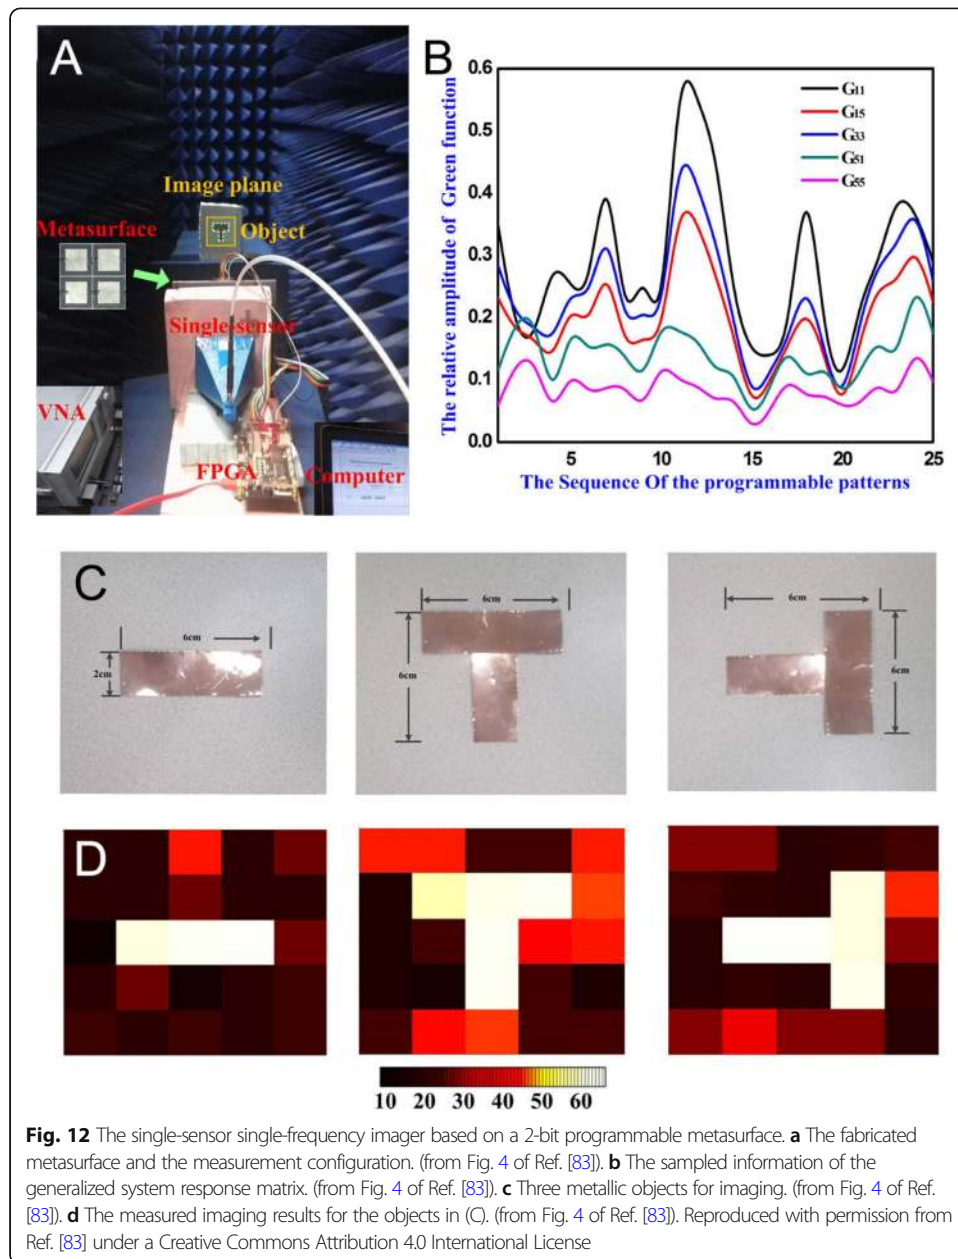 A
Image plane
Object
Metasurface
Single-sensor
VNA
FPGA
Computer
B
The relative amplitude of Green function
0.6
0.5
0.4
0.3
0.2
0.1
0.0
G11
G15
G33
G51
G55
5
10
15
20
25
The Sequence Of the programmable patterns
C
6cm
2cm
6cm
6cm
6cm
6cm
D
10 20 30 40 50 60
Fig. 12 The single-sensor single-frequency imager based on a 2-bit programmable metasurface. a The fabricated
metasurface and the measurement configuration. (from Fig. 4 of Ref. [83]). b The sampled information of the
generalized system response matrix. (from Fig. 4 of Ref. [83]). c Three metallic objects for imaging. (from Fig. 4 of Ref.
[83]). d The measured imaging results for the objects in (C). (from Fig. 4 of Ref. [83]). Reproduced with permission from
Ref. [83] under a Creative Commons Attribution 4.0 International License